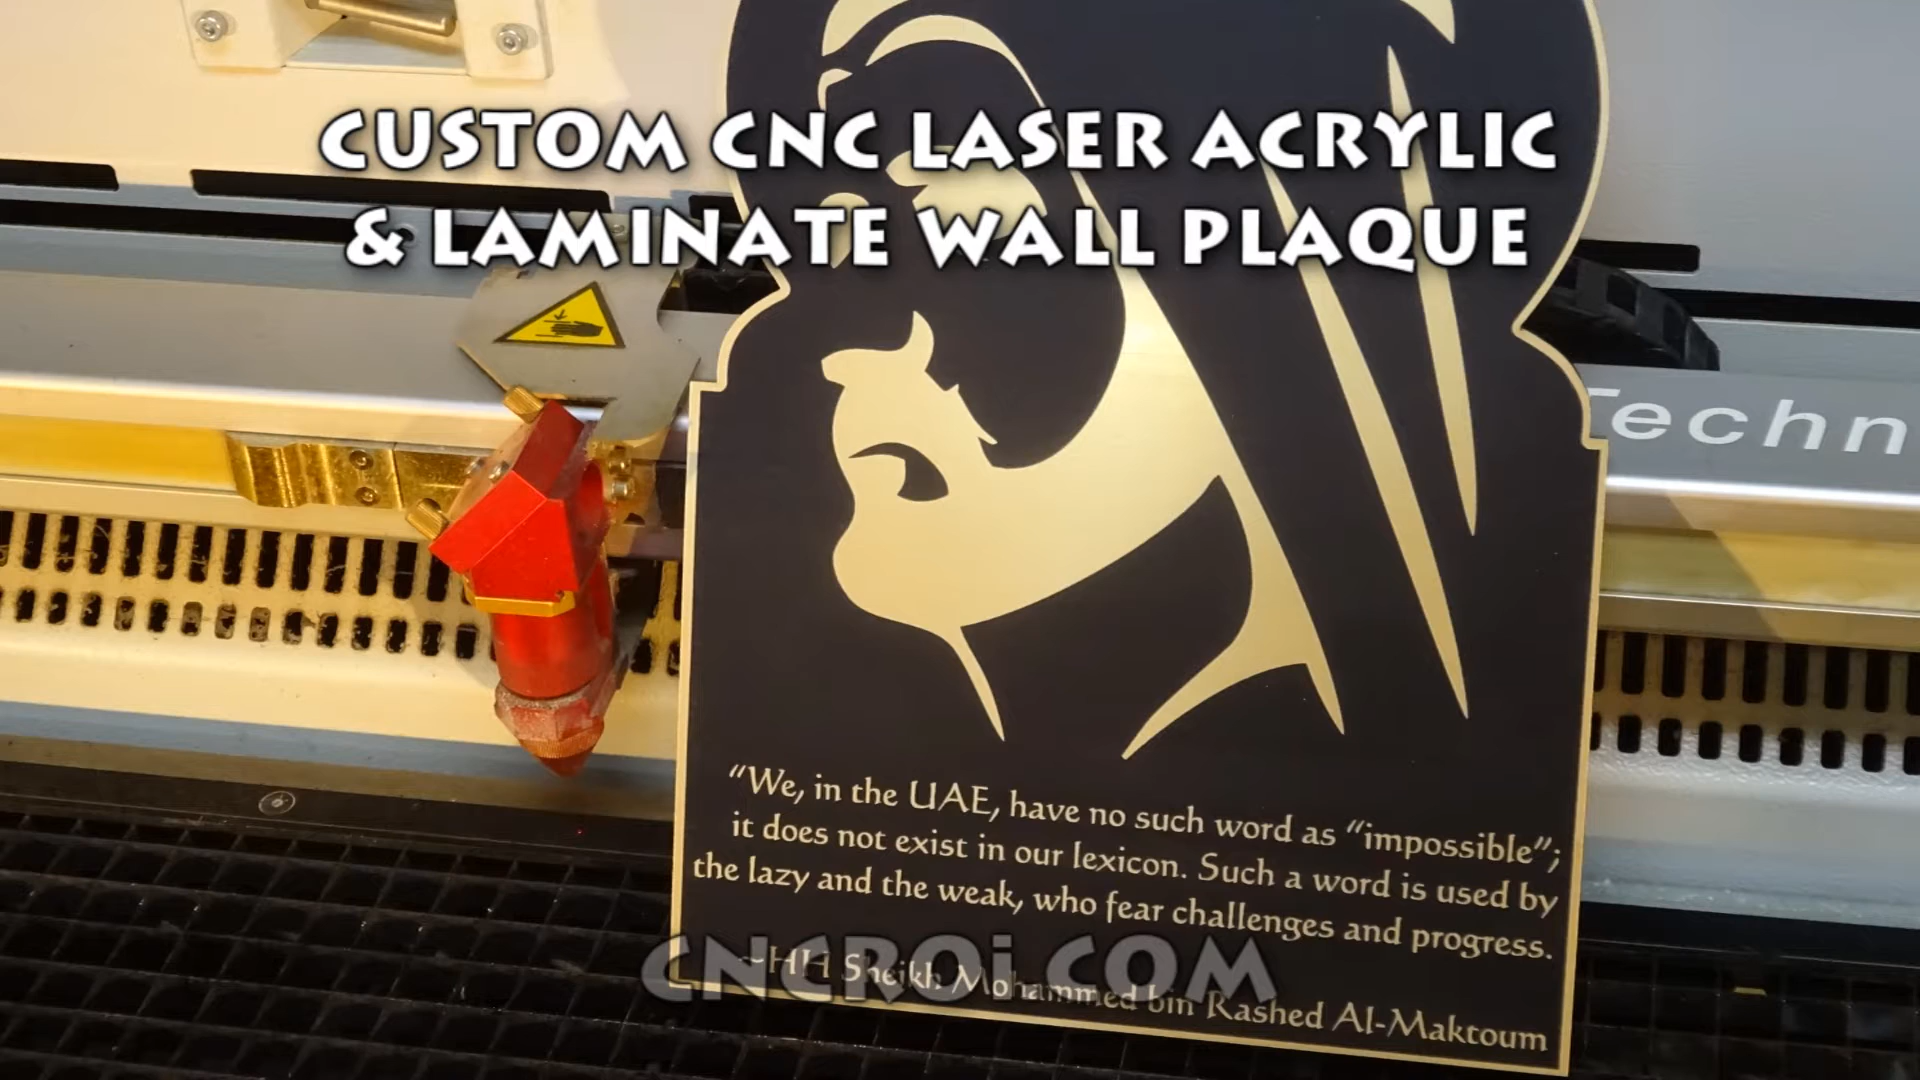 CUSTOM CNC LASER ACRYLIC
& LAMINATE WALL PLAQUE
Techn
“We, in the UAE, have no such word as “impossible”;
it does not exist in our lexicon. Such a word is used by
the lazy and the weak, who fear challenges and progress.
~HH Sheikh Mohammed bin Rashed Al-Maktoum
CNCROi.COM